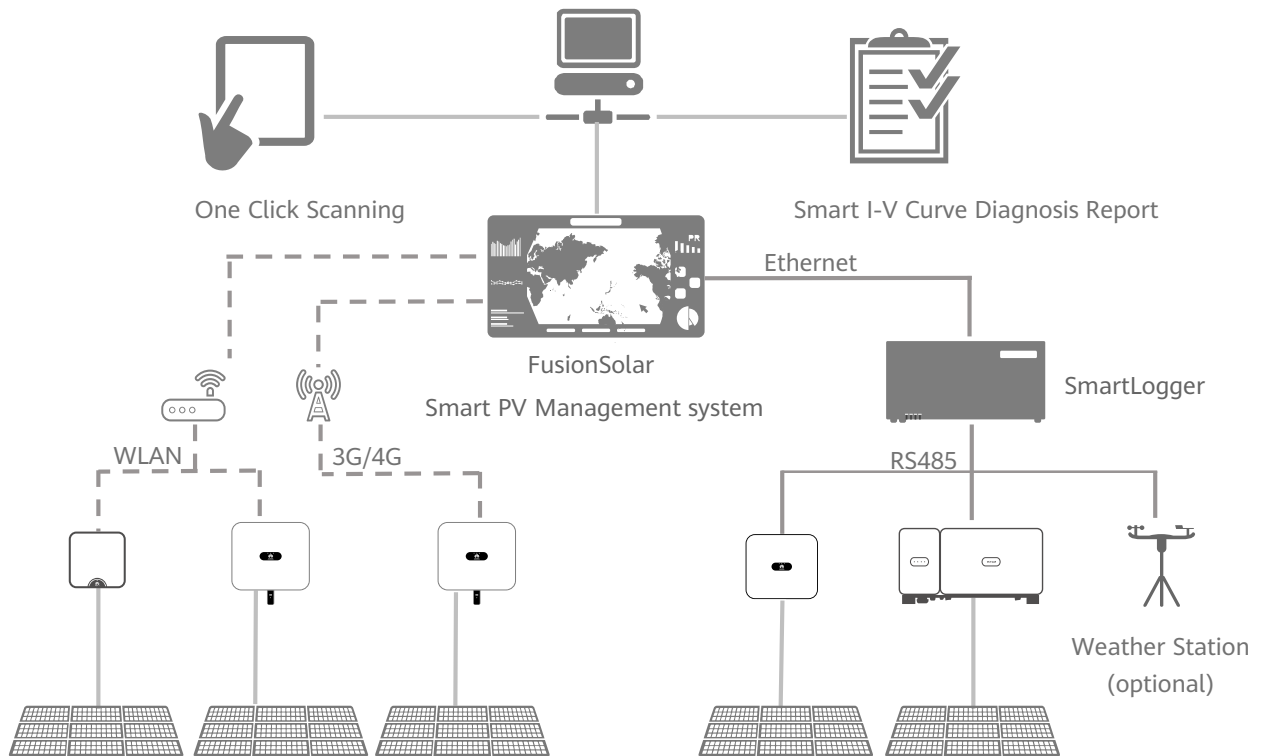 One Click Scanning
Smart I-V Curve Diagnosis Report
PR
Ethernet
FusionSolar
Smart PV Management system
SmartLogger
WLAN
3G/4G
RS485
Weather Station
(optional)